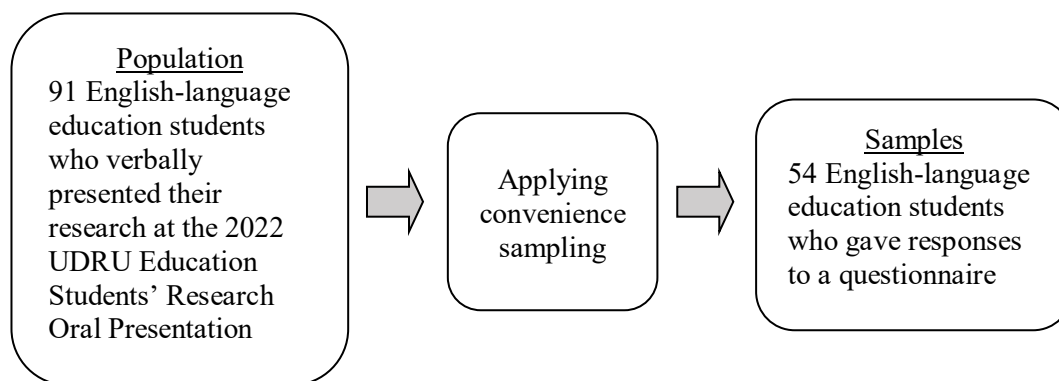 Population
91 English-language
education students
who verbally
presented their
research at the 2022
UDRU Education
Students’ Research
Oral Presentation
Applying
convenience
sampling
Samples
54 English-language
education students
who gave responses
to a questionnaire